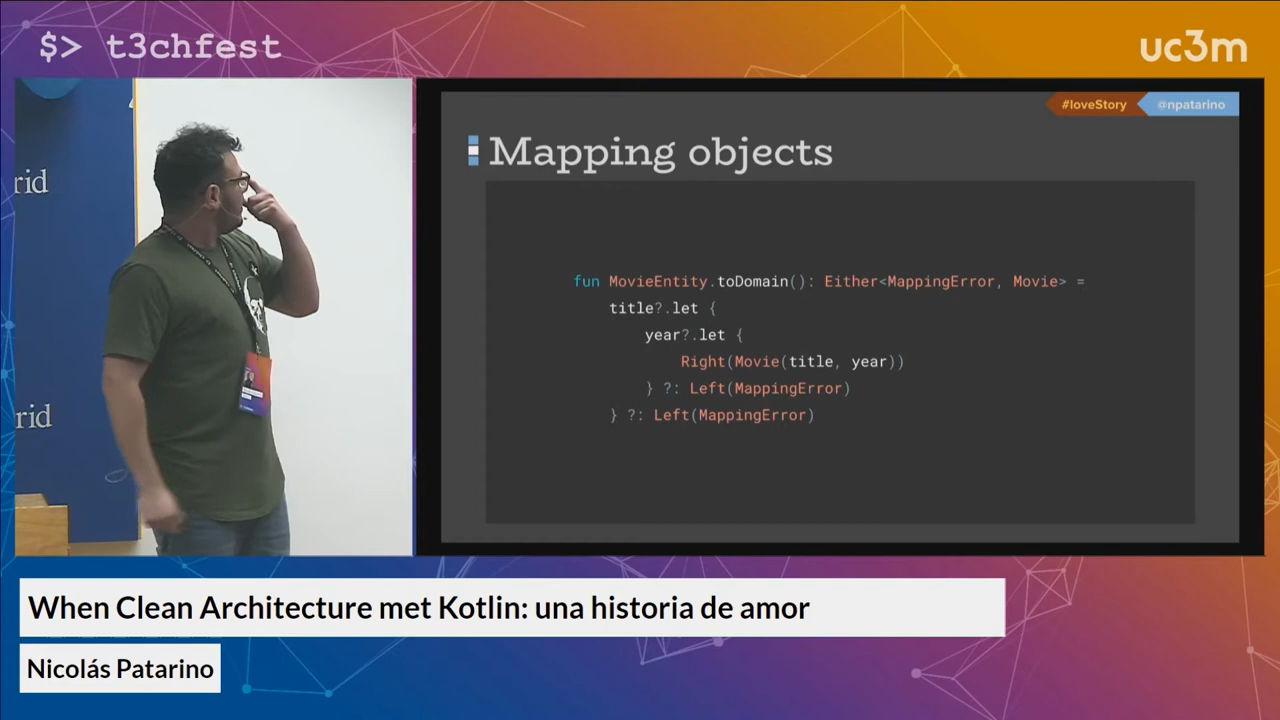 $> t3chfest
uc3m
rid
rid
#loveStory
@npatarino
Mapping objects
fun MovieEntity.toDomain(): Either<MappingError, Movie> =
title?.let {
year?.let {
Right(Movie(title, year))
} ?: Left(MappingError)
} ?: Left(MappingError)
When Clean Architecture met Kotlin: una historia de amor
Nicolás Patarino